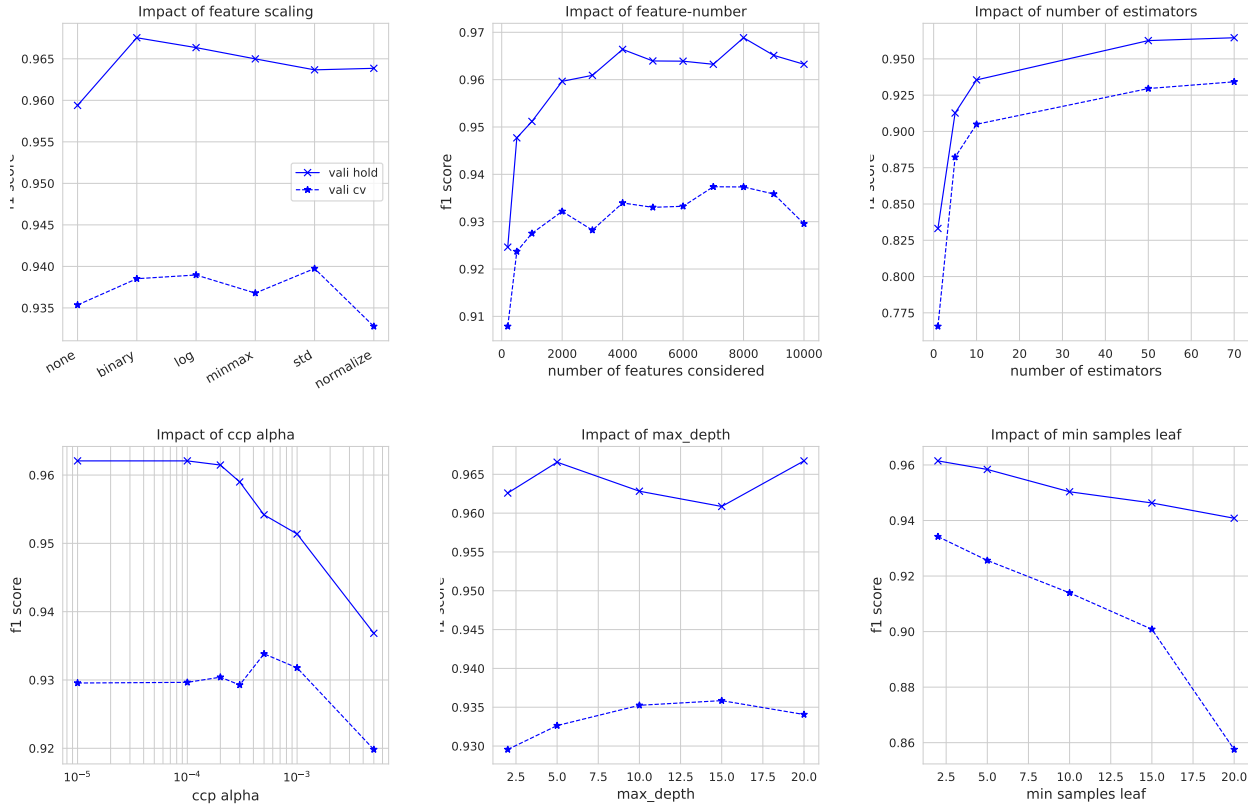 Impact of feature scaling
0.965
0.960
0.955
0.950
0.945
0.940
0.935
f1 score
vali hold
vali cv
none
binary
log
minmax
std
normalize
Impact of feature-number
0.97
0.96
0.95
0.94
0.93
0.92
0.91
f1 score
0 2000 4000 6000 8000 10000
number of features considered
Impact of number of estimators
0.950
0.925
0.900
0.875
0.850
0.825
0.800
0.775
f1 score
0 10 20 30 40 50 60 70
number of estimators
Impact of ccp alpha
0.96
0.95
0.94
0.93
0.92
f1 score
10⁻⁵ 10⁻⁴ 10⁻³
ccp alpha
Impact of max_depth
0.965
0.960
0.955
0.950
0.945
0.940
0.935
0.930
f1 score
2.5 5.0 7.5 10.0 12.5 15.0 17.5 20.0
max_depth
Impact of min samples leaf
0.96
0.94
0.92
0.90
0.88
0.86
f1 score
2.5 5.0 7.5 10.0 12.5 15.0 17.5 20.0
min samples leaf